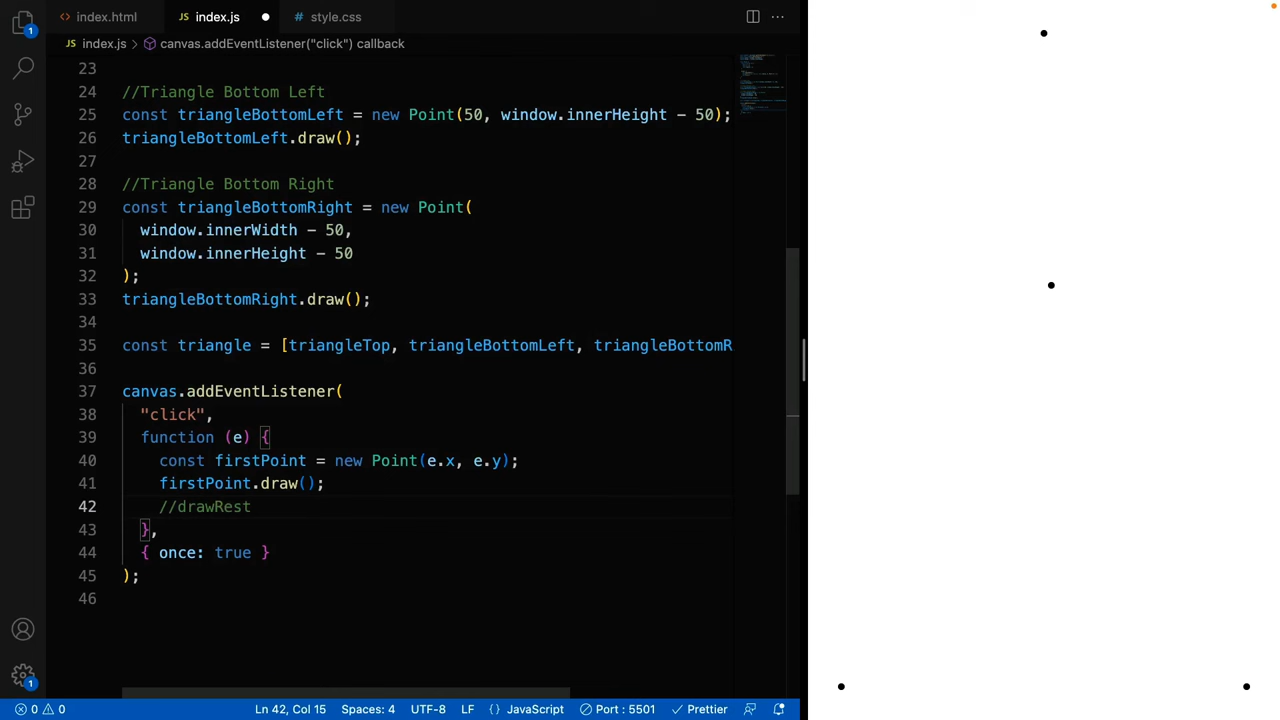 index.html
JS index.js
# style.css
JS index.js > canvas.addEventListener("click") callback
23
24 //Triangle Bottom Left
25 const triangleBottomLeft = new Point(50, window.innerHeight - 50);
26 triangleBottomLeft.draw();
27
28 //Triangle Bottom Right
29 const triangleBottomRight = new Point(
30 window.innerWidth - 50,
31 window.innerHeight - 50
32 );
33 triangleBottomRight.draw();
34
35 const triangle = [triangleTop, triangleBottomLeft, triangleBottomR
36
37 canvas.addEventListener(
38 "click",
39 function (e) {
40 const firstPoint = new Point(e.x, e.y);
41 firstPoint.draw();
42 //drawRest
43 },
44 { once: true }
45 );
46
1
1
0 0 Ln 42, Col 15 Spaces: 4 UTF-8 LF {} JavaScript Port : 5501 Prettier